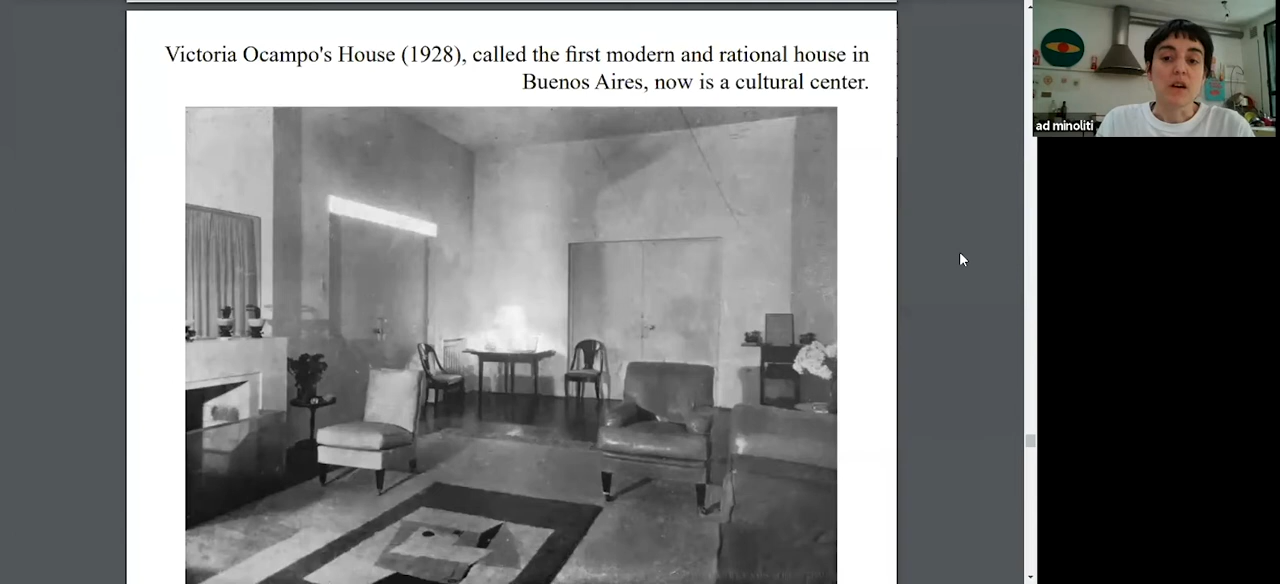 Victoria Ocampo's House (1928), called the first modern and rational house in
Buenos Aires, now is a cultural center.
ad minoliti